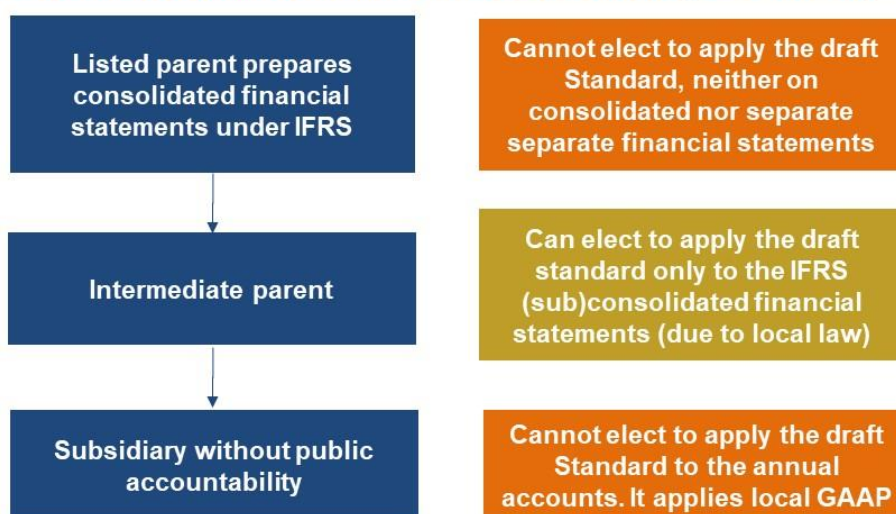 Listed parent prepares
consolidated financial
statements under IFRS
Cannot elect to apply the draft
Standard, neither on
consolidated nor separate
separate financial statements
Intermediate parent
Can elect to apply the draft
standard only to the IFRS
(sub)consolidated financial
statements (due to local law)
Subsidiary without public
accountability
Cannot elect to apply the draft
Standard to the annual
accounts. It applies local GAAP